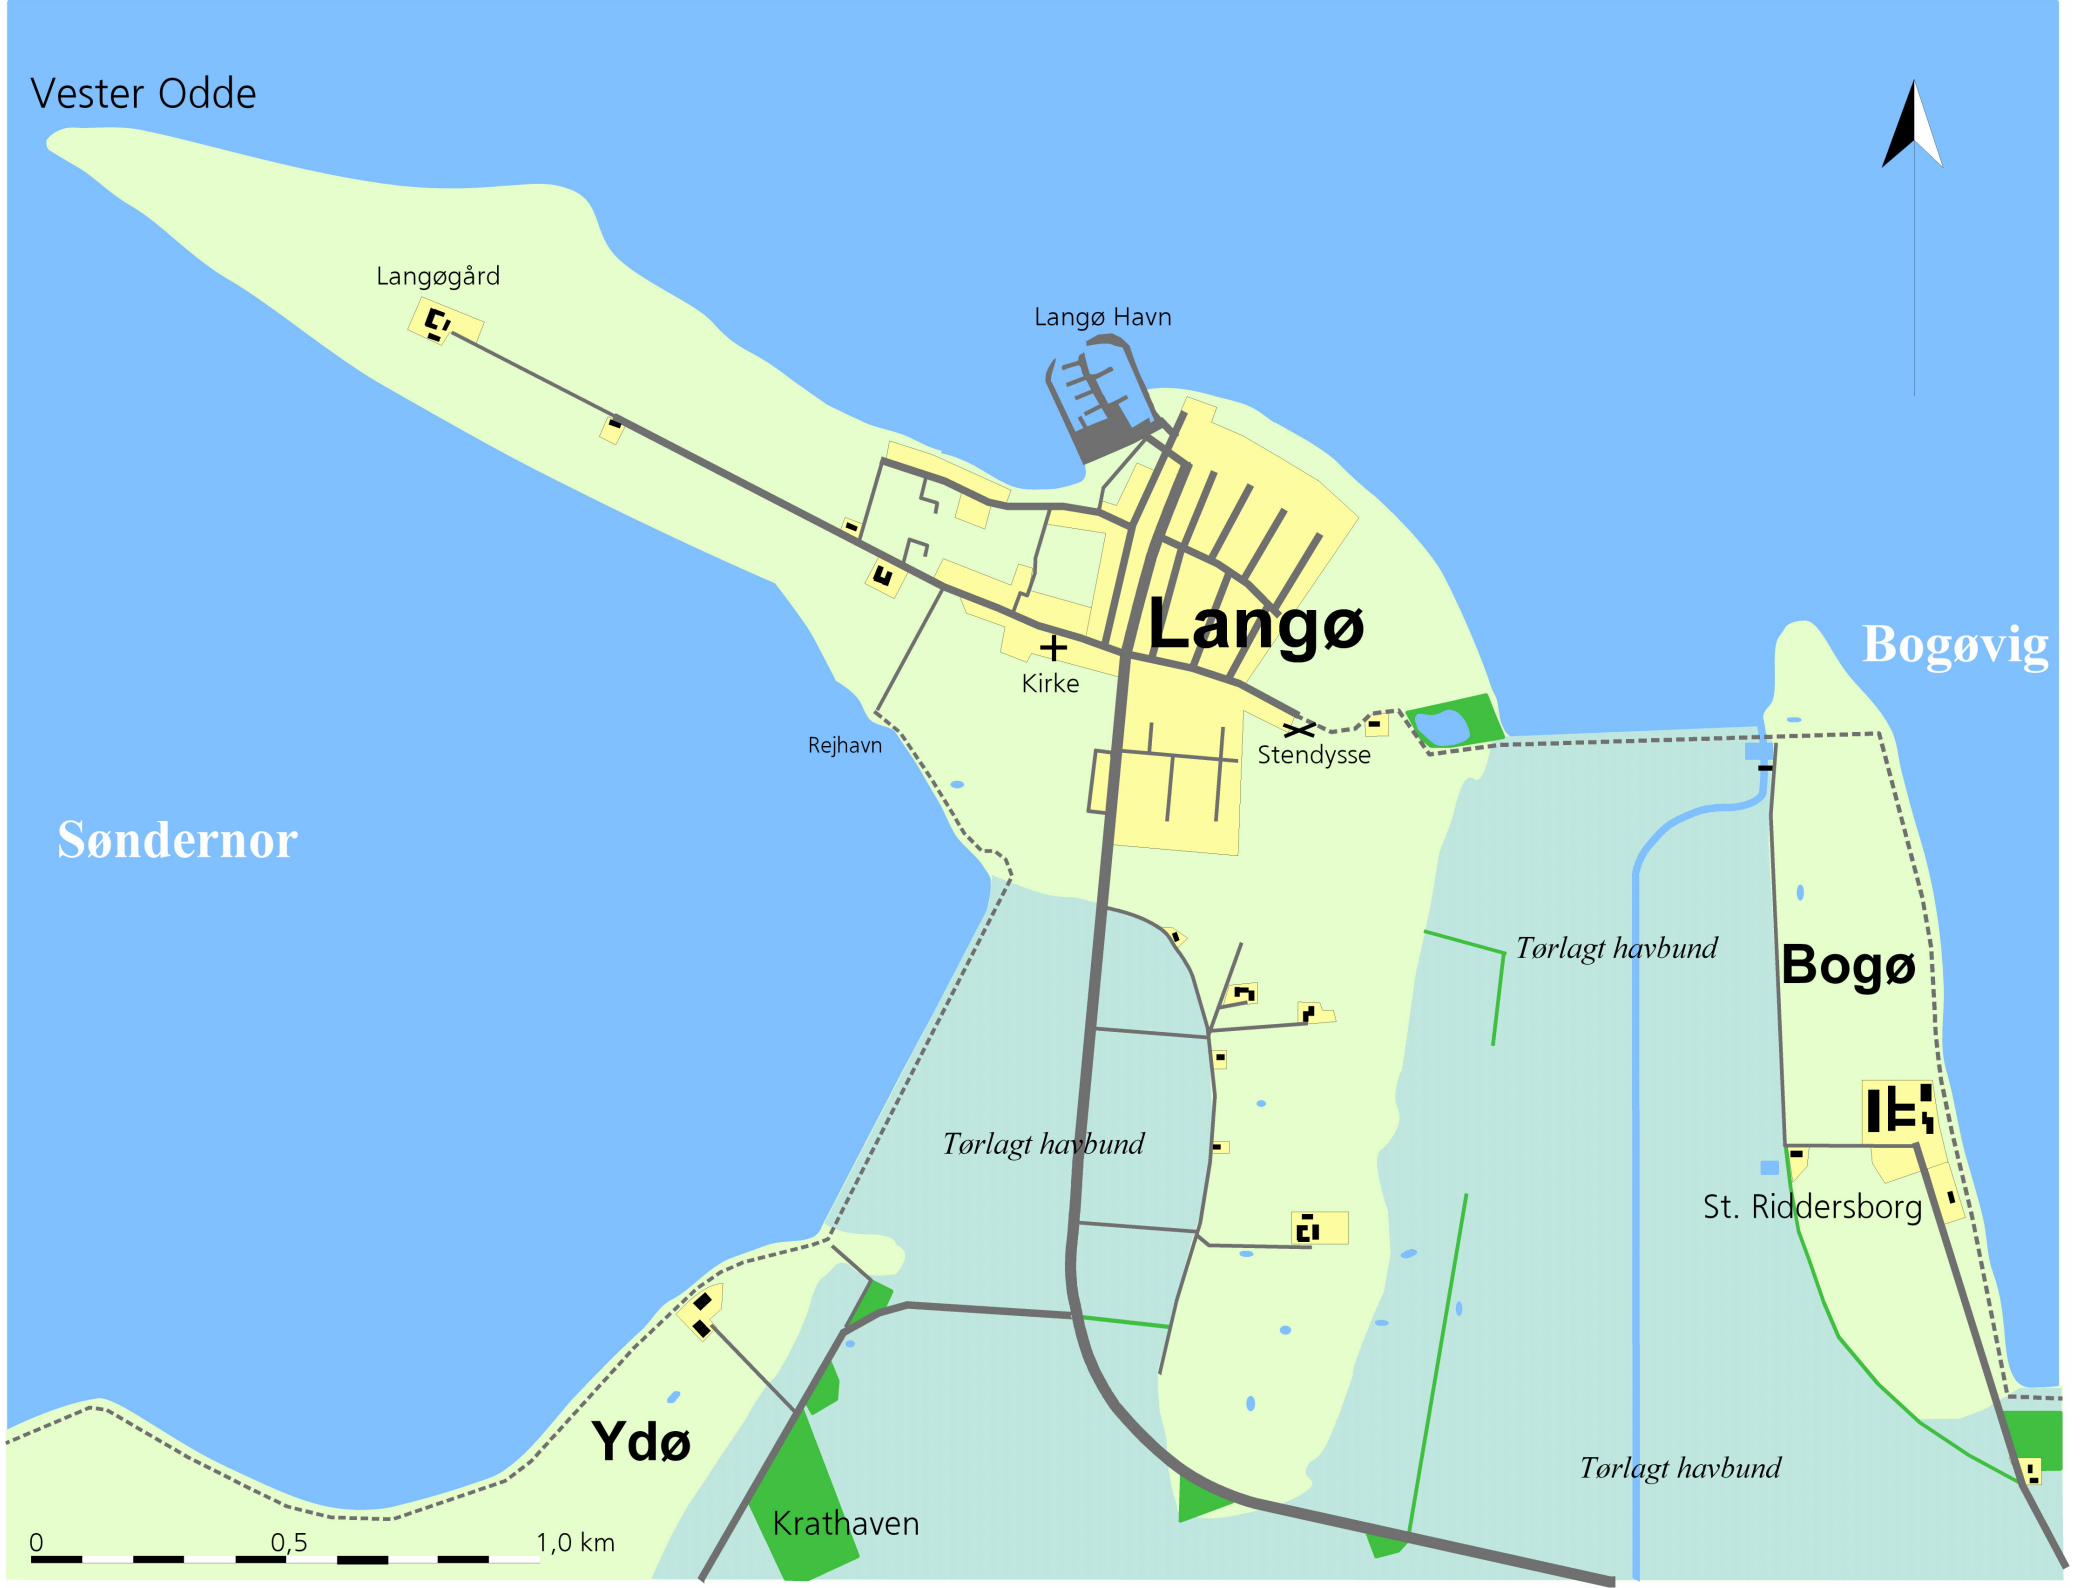 Vester Odde
Langøgård
Langø Havn
Langø
Bogøvig
Kirke
Rejhavn
Stendysse
Søndernor
Tørlagt havbund
Bogø
Tørlagt havbund
St. Riddersborg
Ydø
Tørlagt havbund
Krathaven
0 0,5 1,0 km